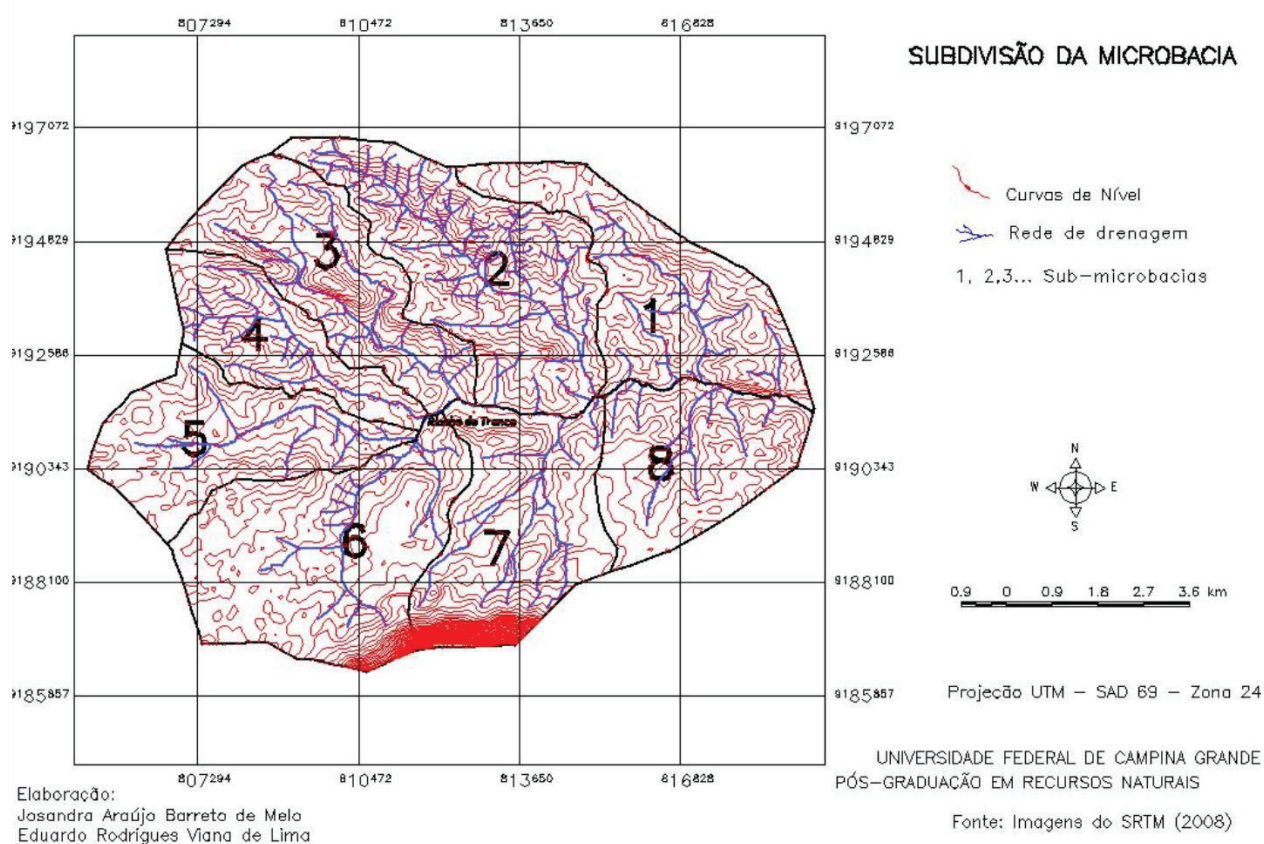 807294 810472 813650 816828
SUBDIVISÃO DA MICROBACIA
9197072 9197072
Curvas de Nível
3
9194829 9194829
2
Rede de drenagem
1, 2,3... Sub-microbacias
1
4
9192586 9192586
5
8
9190343 9190343
N
W E
S
6
7
9188100 9188100
0.9 0 0.9 1.8 2.7 3.6 km
9185857 9185857
Projeção UTM – SAD 69 – Zona 24
807294 810472 813650 816828
UNIVERSIDADE FEDERAL DE CAMPINA GRANDE
PÓS-GRADUAÇÃO EM RECURSOS NATURAIS
Elaboração:
Josandra Araújo Barreto de Melo
Eduardo Rodrigues Viana de Lima
Fonte: Imagens do SRTM (2008)